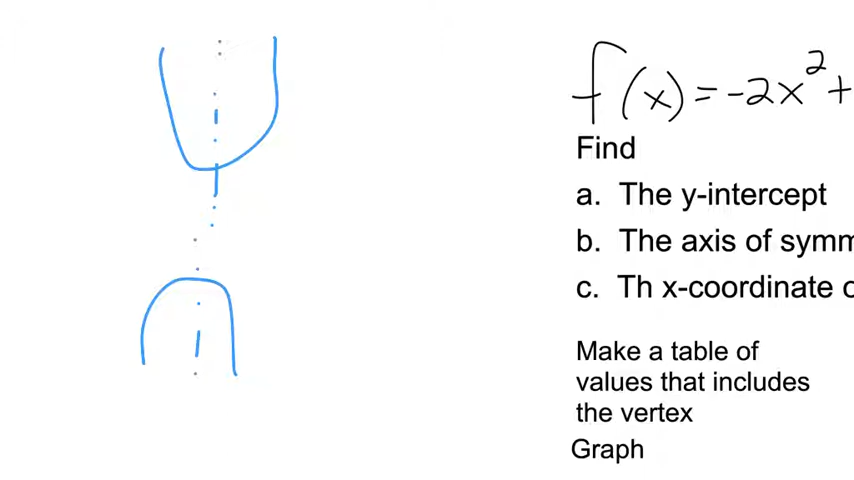 f(x) = -2x²+
Find
a. The y-intercept
b. The axis of symm
c. Th x-coordinate o
Make a table of
values that includes
the vertex
Graph